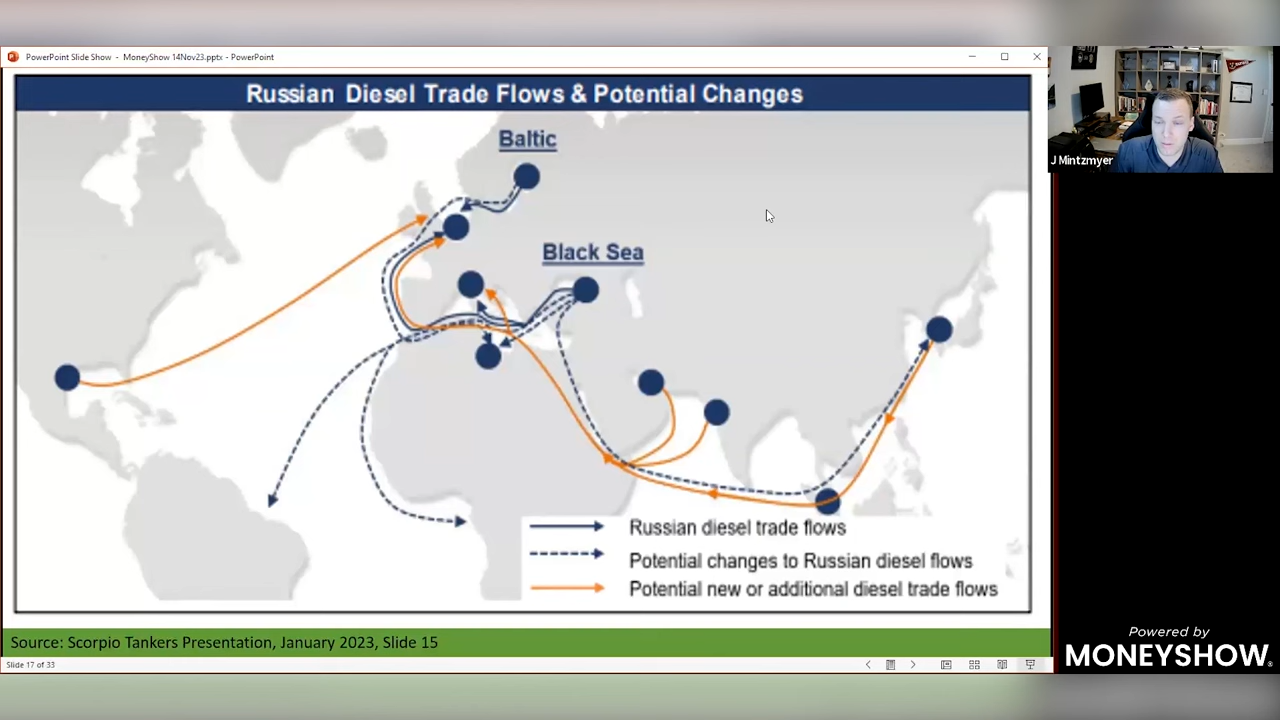 PowerPoint Slide Show - MoneyShow 14Nov23.pptx - PowerPoint
Russian Diesel Trade Flows & Potential Changes
J Mintzmyer
Baltic
Black Sea
Russian diesel trade flows
Potential changes to Russian diesel flows
Potential new or additional diesel trade flows
Source: Scorpio Tankers Presentation, January 2023, Slide 15
Slide 17 of 33
Powered by
MONEYSHOW®